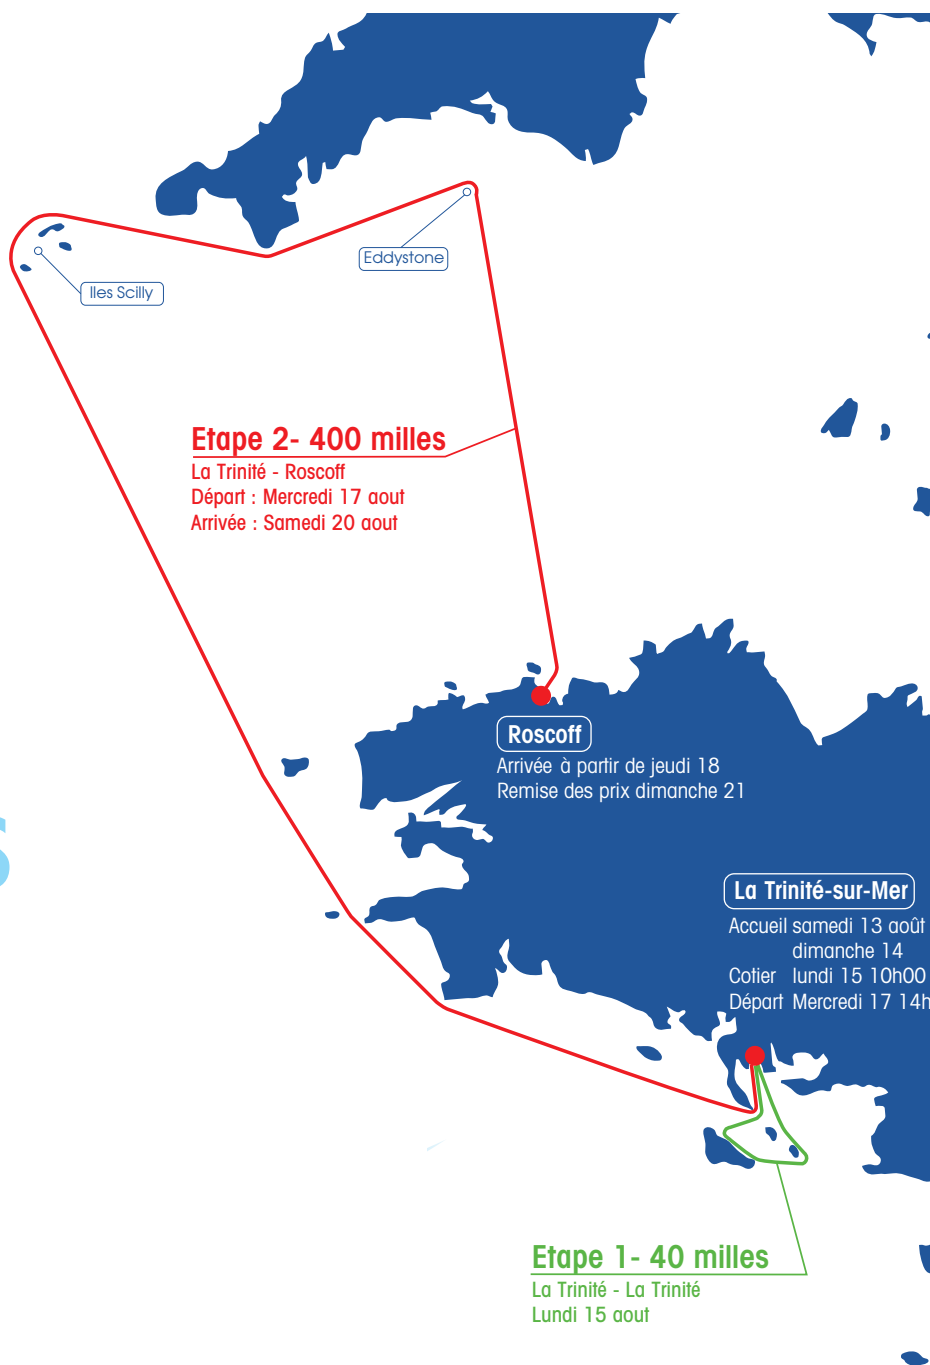 Eddystone
Iles Scilly
Etape 2- 400 milles
La Trinité - Roscoff
Départ : Mercredi 17 aout
Arrivée : Samedi 20 aout
Roscoff
Arrivée à partir de jeudi 18
Remise des prix dimanche 21
La Trinité-sur-Mer
Accueil samedi 13 août
dimanche 14
Cotier lundi 15 10h00
Départ Mercredi 17 14h
Etape 1- 40 milles
La Trinité - La Trinité
Lundi 15 aout